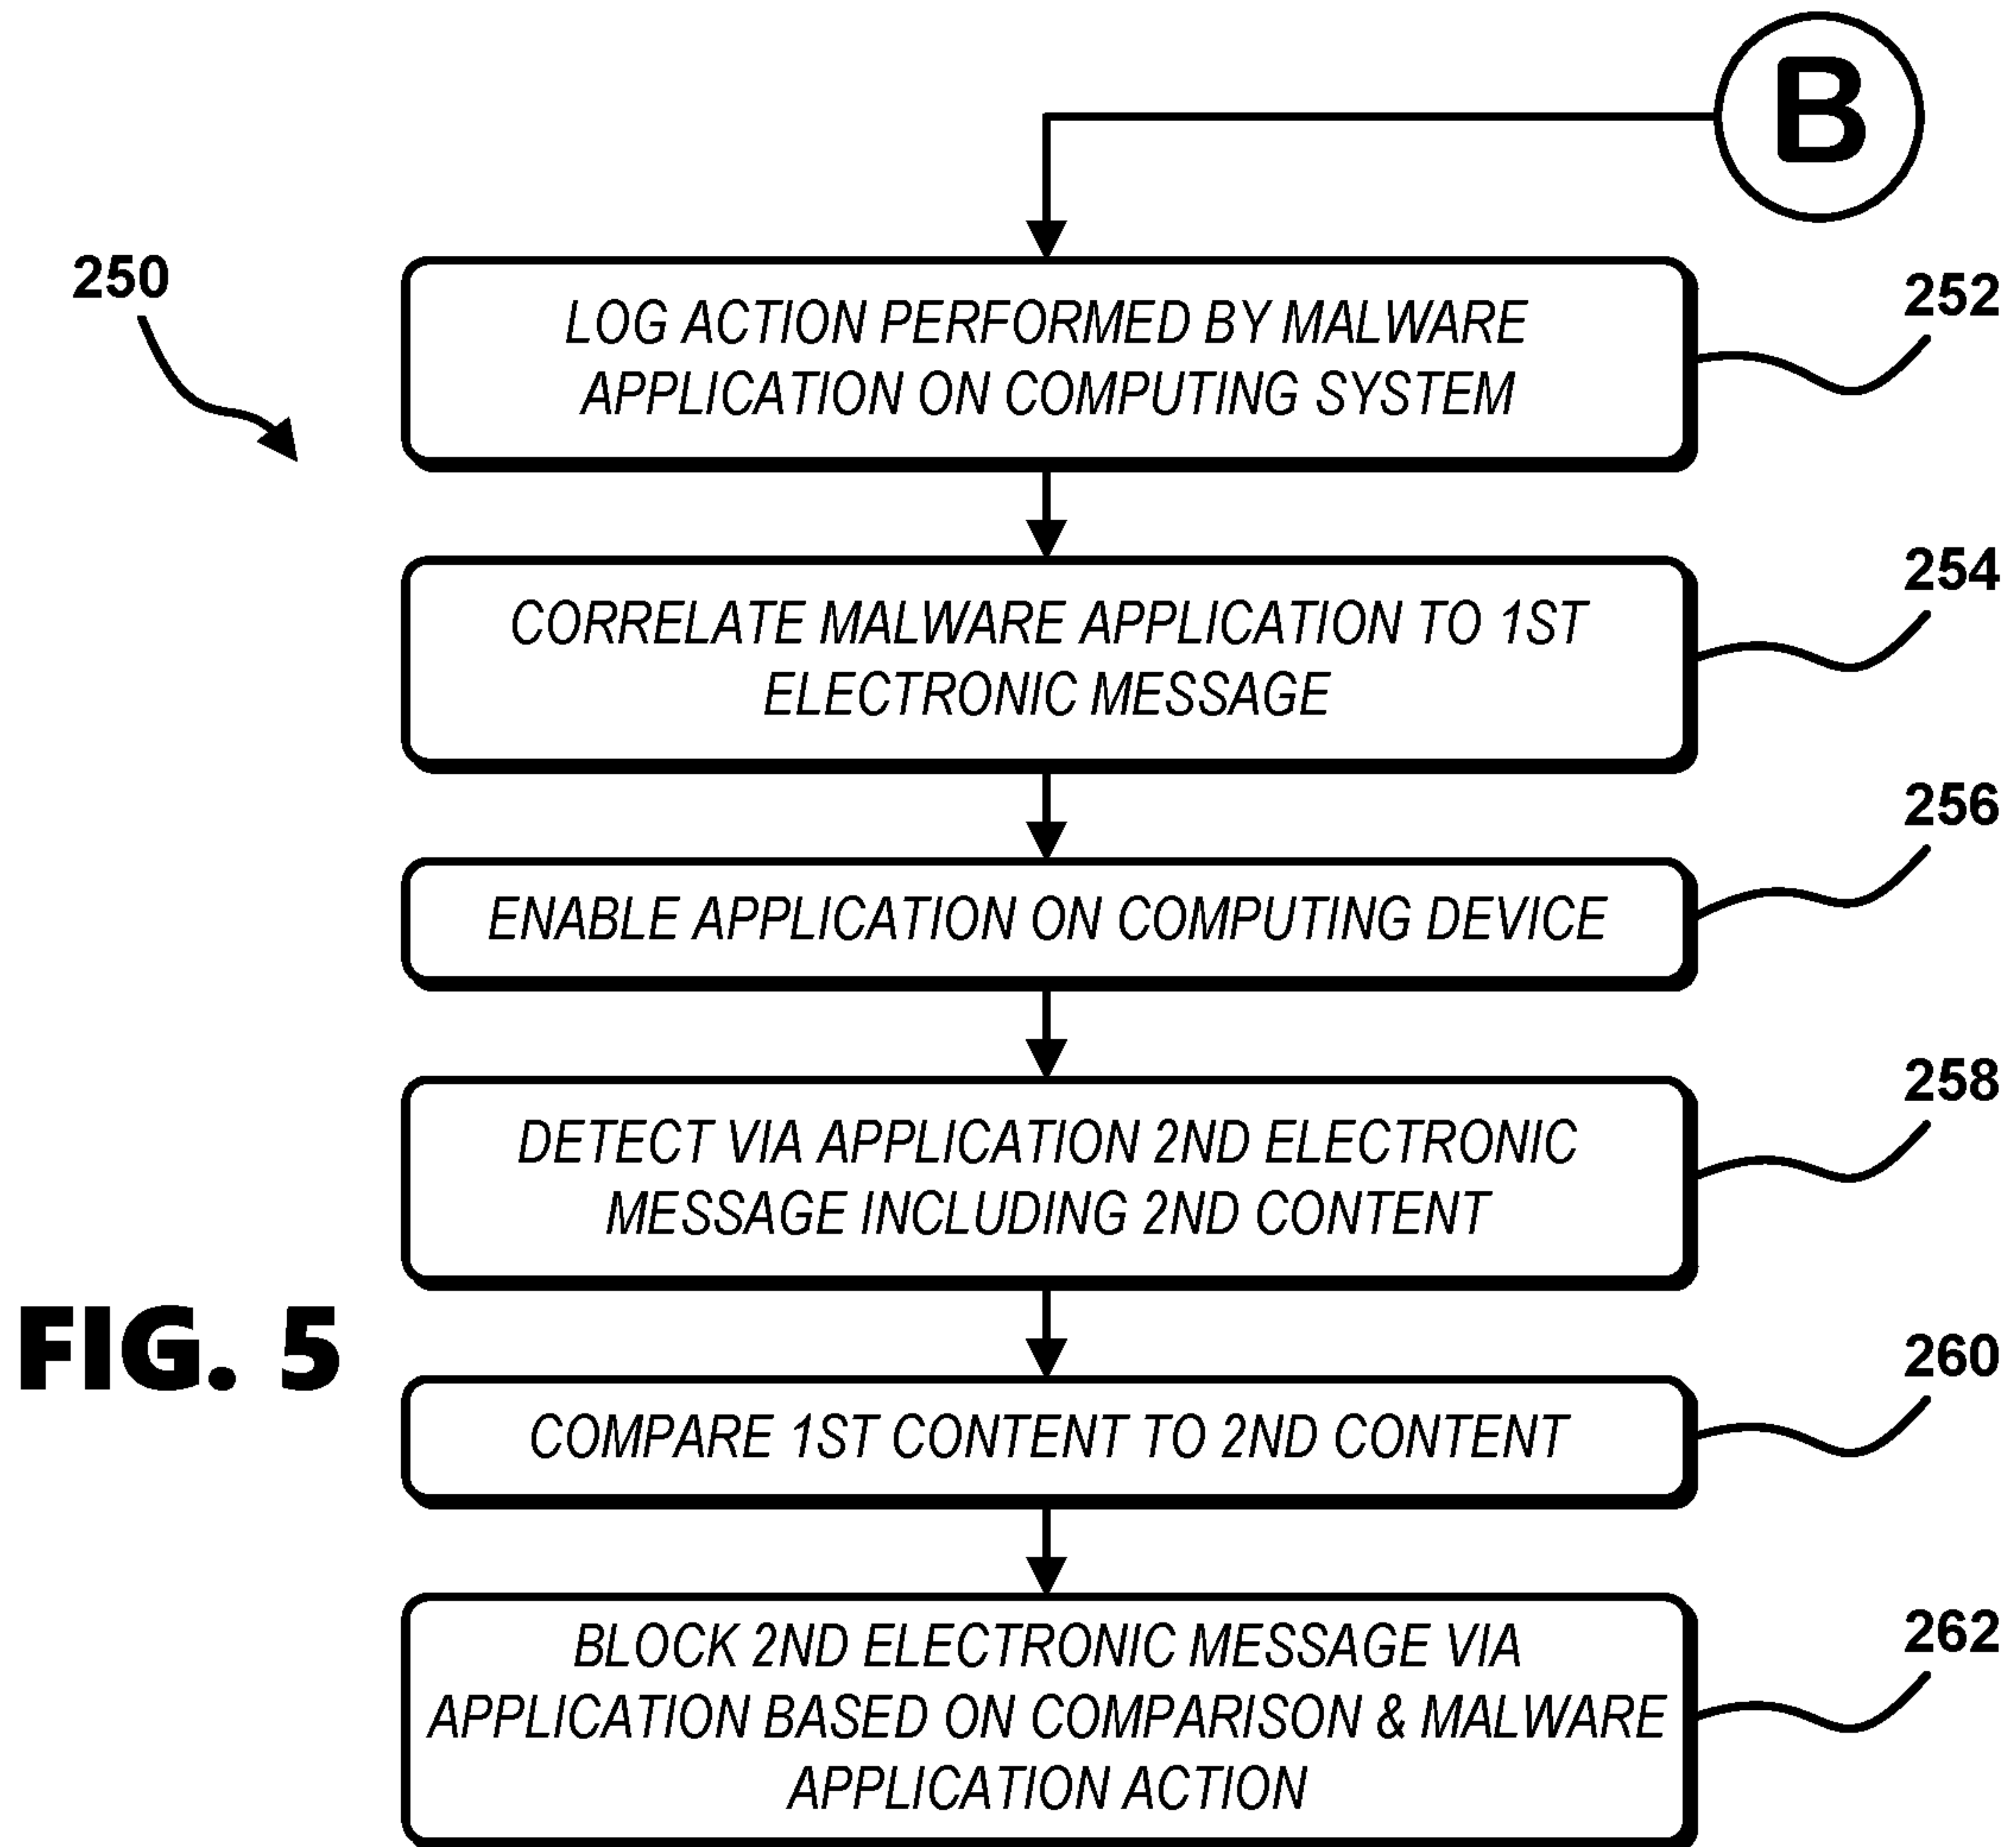 B
250
LOG ACTION PERFORMED BY MALWARE
APPLICATION ON COMPUTING SYSTEM
252
CORRELATE MALWARE APPLICATION TO 1ST
ELECTRONIC MESSAGE
254
ENABLE APPLICATION ON COMPUTING DEVICE
256
DETECT VIA APPLICATION 2ND ELECTRONIC
MESSAGE INCLUDING 2ND CONTENT
258
FIG. 5
COMPARE 1ST CONTENT TO 2ND CONTENT
260
BLOCK 2ND ELECTRONIC MESSAGE VIA
APPLICATION BASED ON COMPARISON & MALWARE
APPLICATION ACTION
262